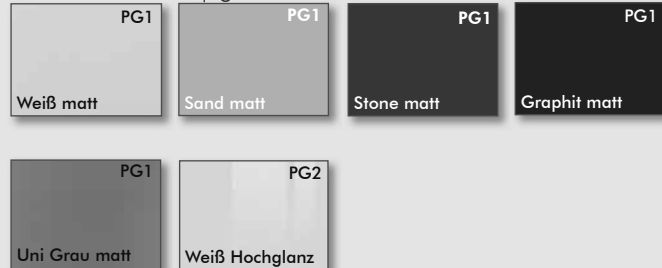 PG1
Weiß matt
PG1
Sand matt
PG1
Stone matt
PG1
Graphit matt
PG1
Uni Grau matt
PG2
Weiß Hochglanz